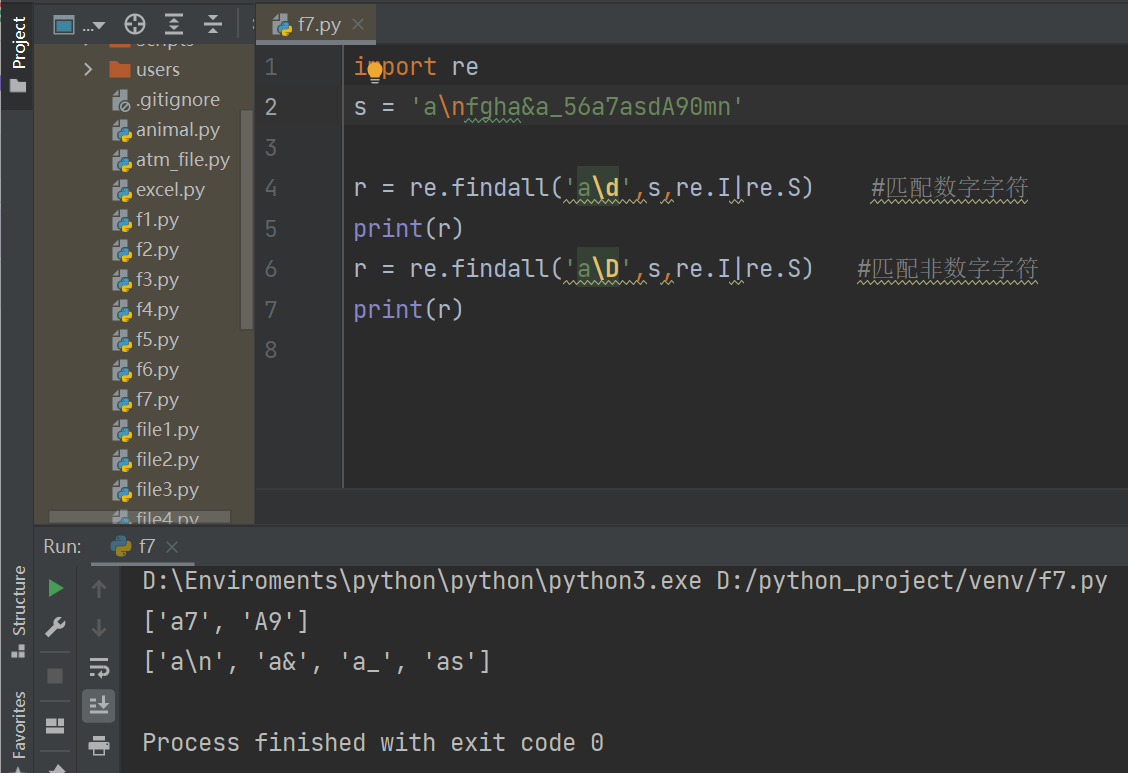 Project
...
f7.py
scripts
users
.gitignore
animal.py
atm_file.py
excel.py
f1.py
f2.py
f3.py
f4.py
f5.py
f6.py
f7.py
file1.py
file2.py
file3.py
file4.py
1 import re
2 s = 'a\nfgha&a_56a7asdA90mn'
3
4 r = re.findall('a\d',s,re.I|re.S) #匹配数字字符
5 print(r)
6 r = re.findall('a\D',s,re.I|re.S) #匹配非数字字符
7 print(r)
8
Run: f7
Structure
Favorites
D:\Enviroments\python\python\python3.exe D:/python_project/venv/f7.py
['a7', 'A9']
['a\n', 'a&', 'a_', 'as']
Process finished with exit code 0